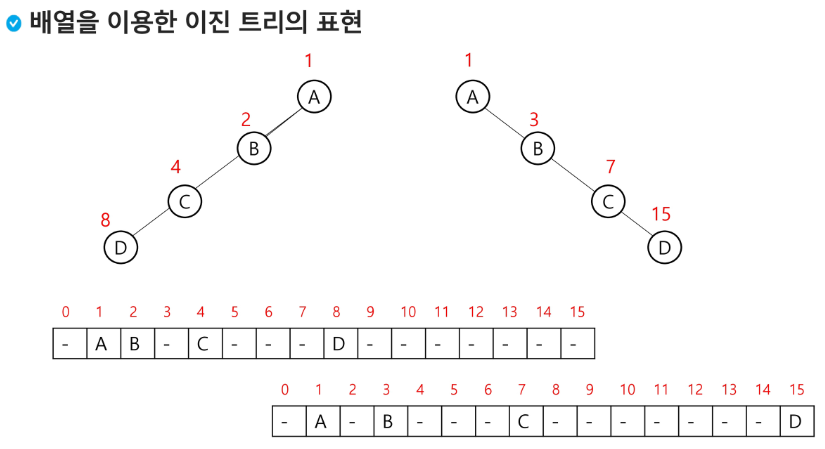 배열을 이용한 이진 트리의 표현
1 1
A A
2 3
B B
4 7
C C
8 15
D D
0 1 2 3 4 5 6 7 8 9 10 11 12 13 14 15
- A B - C - - - D - - - - - - -
0 1 2 3 4 5 6 7 8 9 10 11 12 13 14 15
- A - B - - - C - - - - - - - D